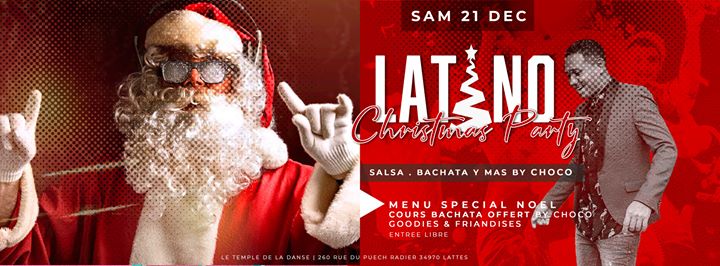 SAM 21 DEC
LATINO
Christmas Party
SALSA . BACHATA Y MAS BY CHOCO
MENU SPECIAL NOEL
COURS BACHATA OFFERT BY CHOCO
GOODIES & FRIANDISES
ENTREE LIBRE
LE TEMPLE DE LA DANSE | 260 RUE DU PUECH RADIER 34970 LATTES